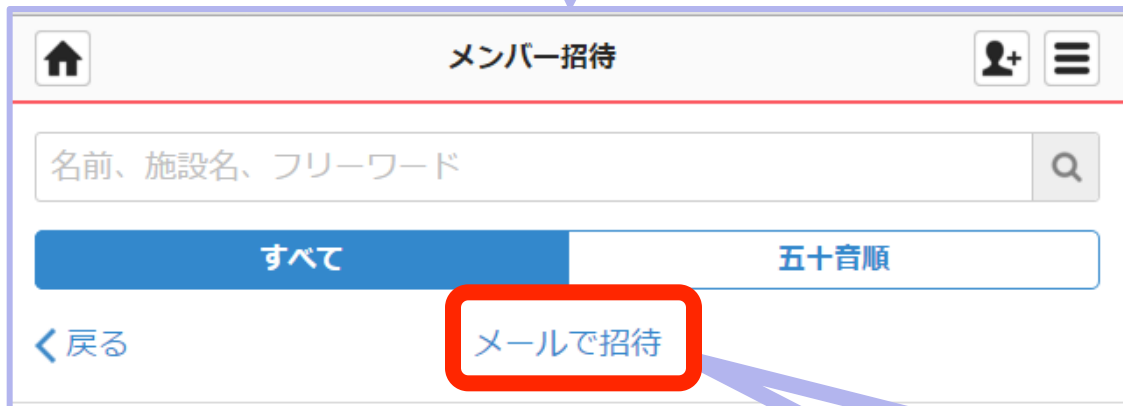 メンバー招待
名前、施設名、フリーワード
すべて
五十音順
戻る
メールで招待